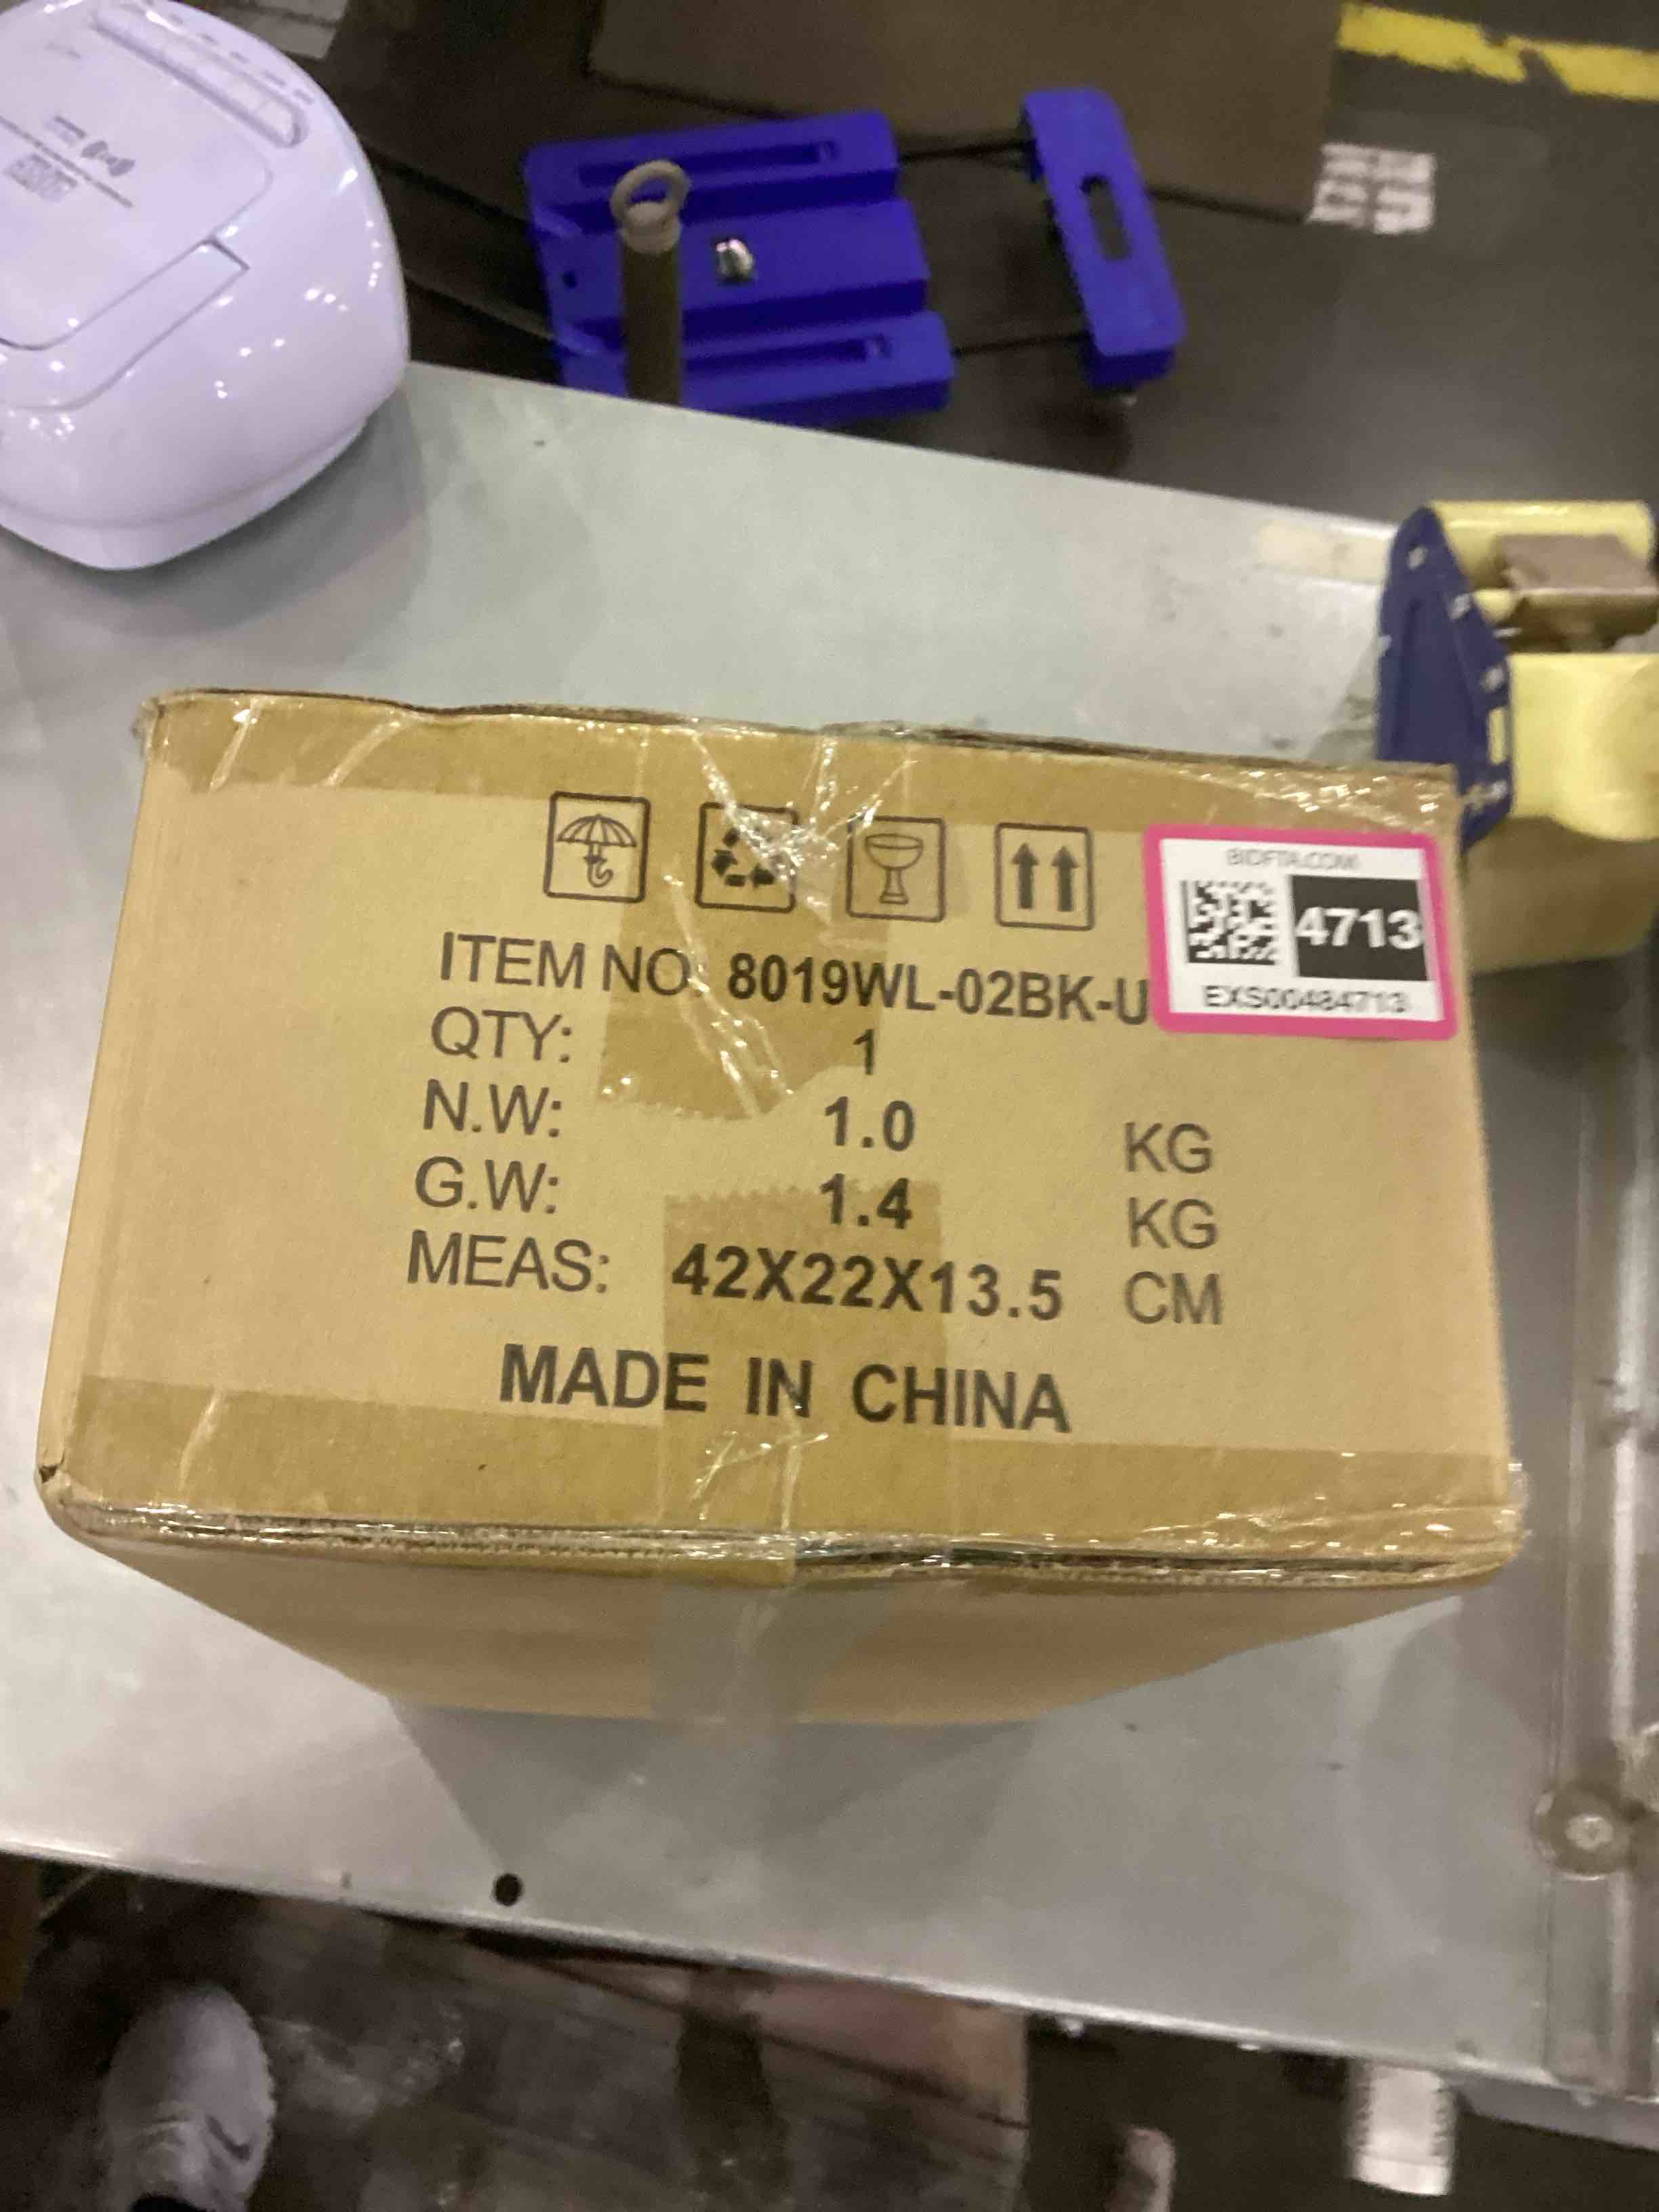 BIDFTA.COM
4713
EXS00484713
ITEM NO. 8019WL-02BK-U
QTY: 1
N.W: 1.0 KG
G.W: 1.4 KG
MEAS: 42X22X13.5 CM
MADE IN CHINA